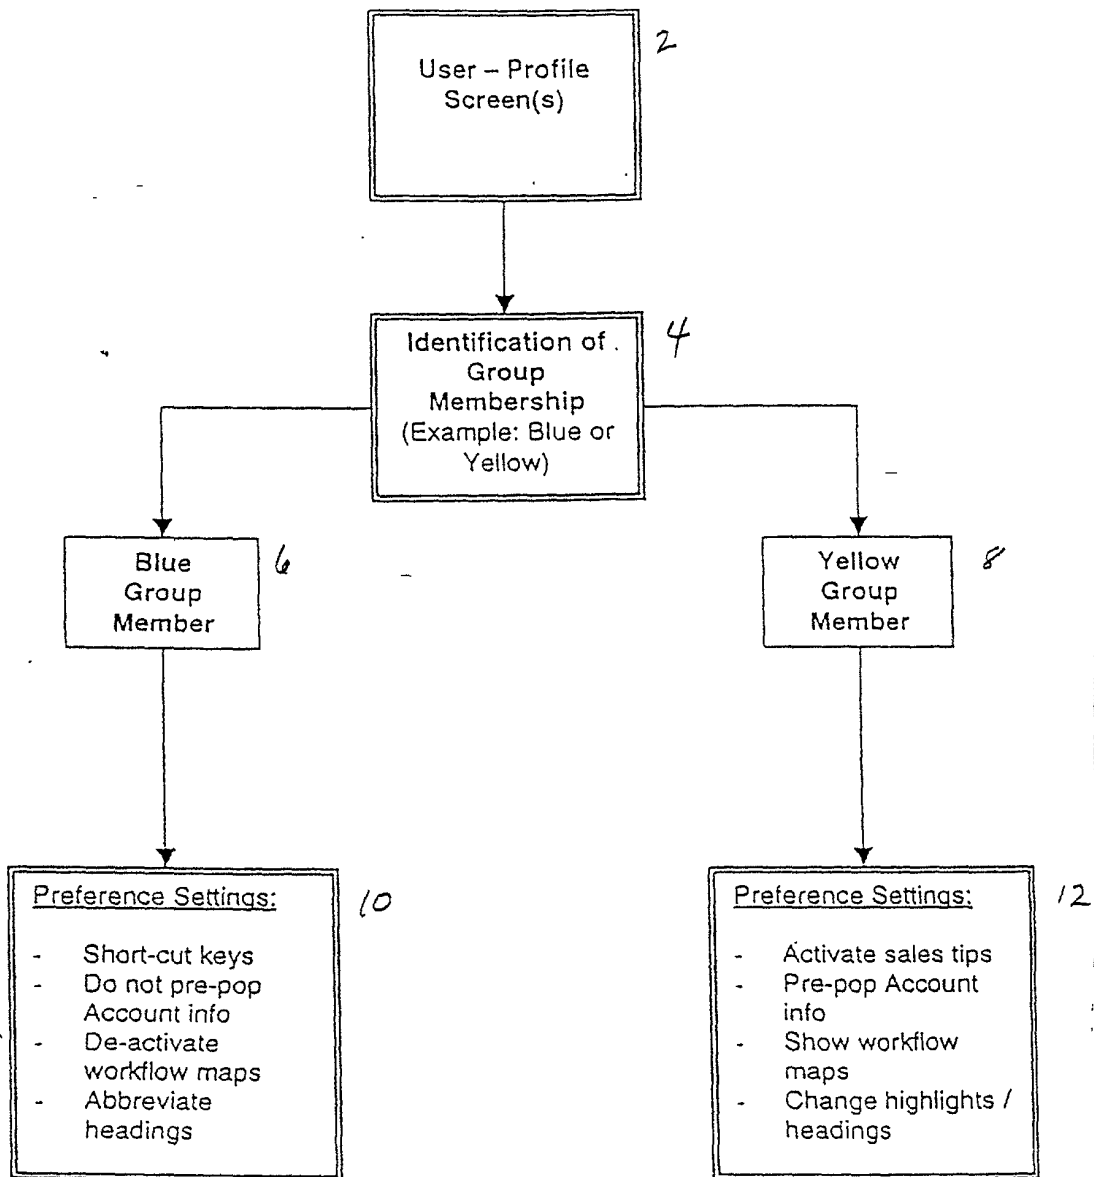 User – Profile
Screen(s)
2
Identification of
Group
Membership
(Example: Blue or
Yellow)
4
Blue
Group
Member
6
Yellow
Group
Member
8
Preference Settings:
- Short-cut keys
- Do not pre-pop
Account info
- De-activate
workflow maps
- Abbreviate
headings
10
Preference Settings:
- Activate sales tips
- Pre-pop Account
info
- Show workflow
maps
- Change highlights /
headings
12